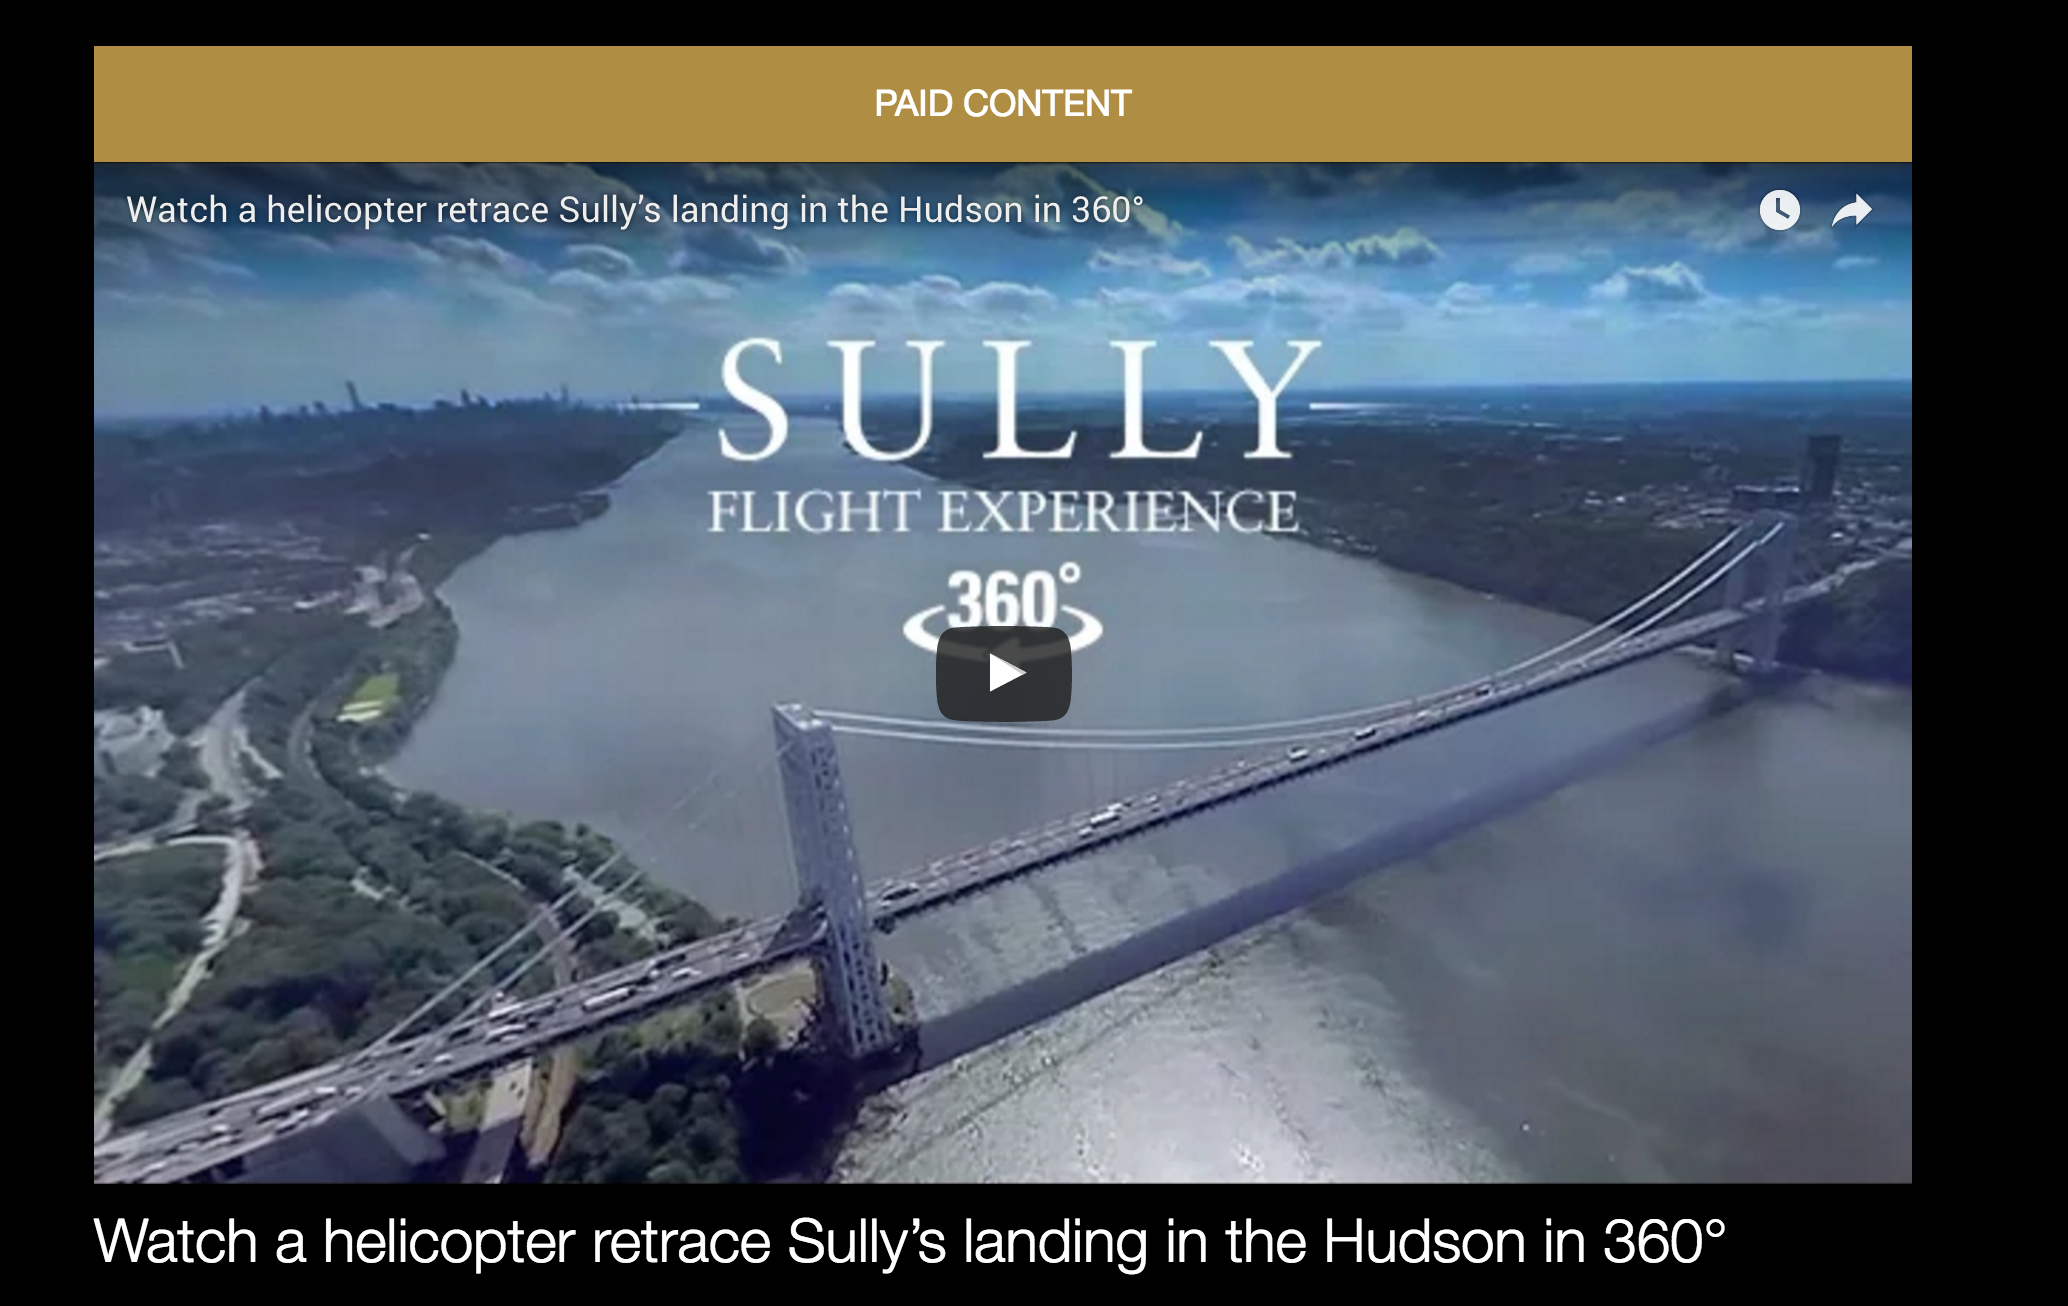 PAID CONTENT
Watch a helicopter retrace Sully's landing in the Hudson in 360°
SULLY
FLIGHT EXPERIENCE
360°
Watch a helicopter retrace Sully’s landing in the Hudson in 360°